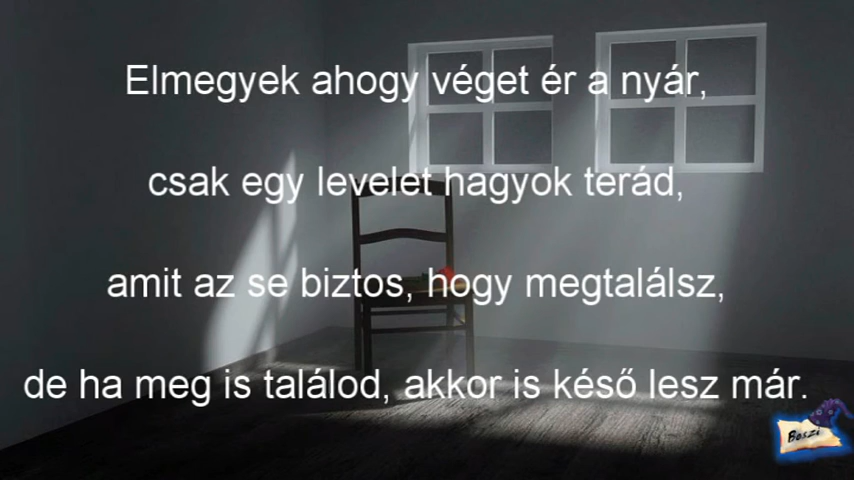 Elmegyek ahogy véget ér a nyár,
csak egy levelet hagyok terád,
amit az se biztos, hogy megtalálsz,
de ha meg is találod, akkor is késő lesz már.
Boszi